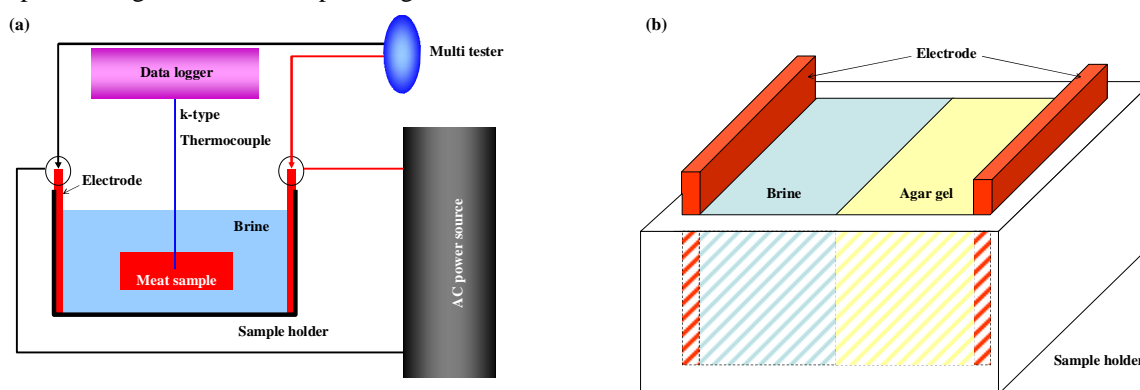 (a)
Multi tester
Data logger
k-type
Thermocouple
Electrode
Brine
Meat sample
Sample holder
AC power source
(b)
Electrode
Brine
Agar gel
Sample holder